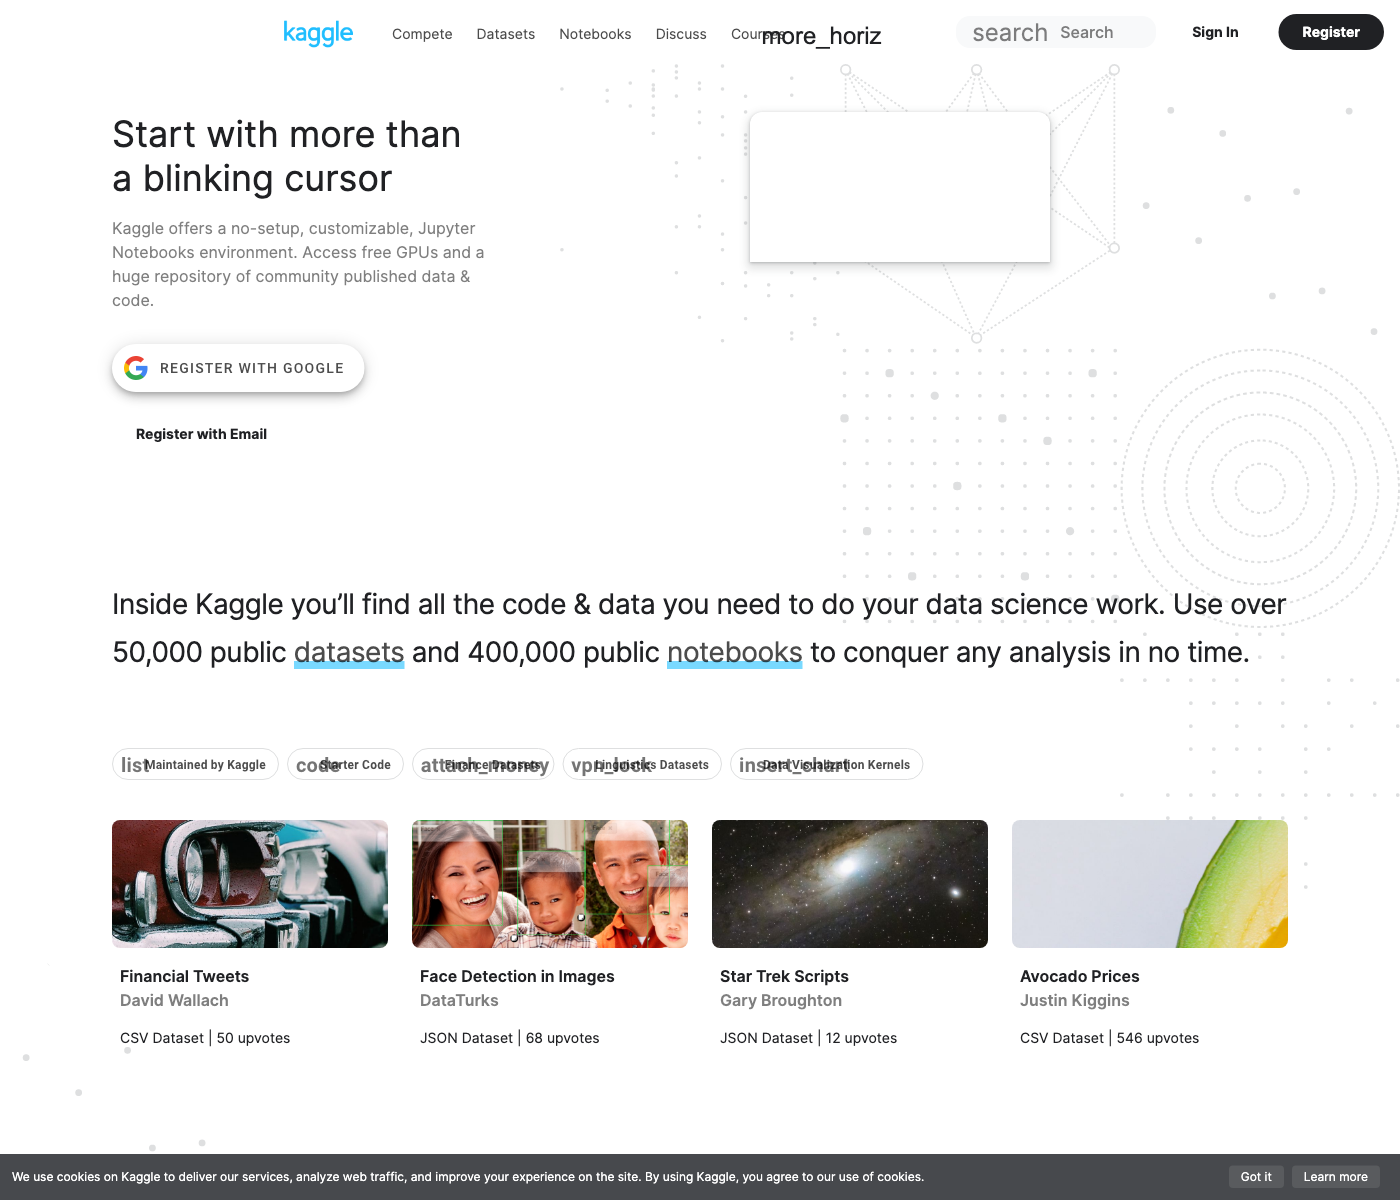 kaggle
Compete Datasets Notebooks Discuss Courses more_horiz search Search Sign In Register
Start with more than
a blinking cursor
Kaggle offers a no-setup, customizable, Jupyter
Notebooks environment. Access free GPUs and a
huge repository of community published data &
code.
REGISTER WITH GOOGLE
Register with Email
Inside Kaggle you’ll find all the code & data you need to do your data science work. Use over
50,000 public datasets and 400,000 public notebooks to conquer any analysis in no time.
list Maintained by Kaggle code Starter Code attach_money Finance Datasets vpn_lock Linguistics Datasets insert_chart Data Visualization Kernels
Financial Tweets Face Detection in Images Star Trek Scripts Avocado Prices
David Wallach DataTurks Gary Broughton Justin Kiggins
CSV Dataset | 50 upvotes JSON Dataset | 68 upvotes JSON Dataset | 12 upvotes CSV Dataset | 546 upvotes
We use cookies on Kaggle to deliver our services, analyze web traffic, and improve your experience on the site. By using Kaggle, you agree to our use of cookies. Got it Learn more